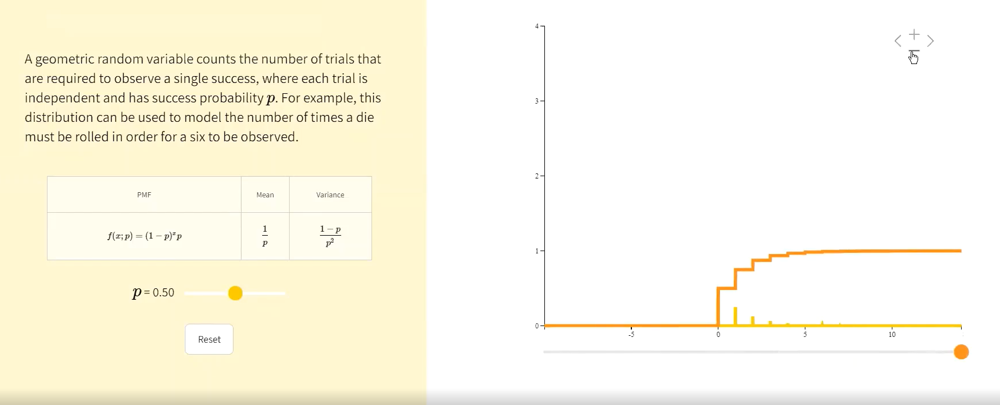 A geometric random variable counts the number of trials that
are required to observe a single success, where each trial is
independent and has success probability p. For example, this
distribution can be used to model the number of times a die
must be rolled in order for a six to be observed.
PMF Mean Variance
f(x; p) = (1 − p)^x p 1/p (1 − p)/p²
p = 0.50
Reset
4
3
2
1
0
-5 0 5 10